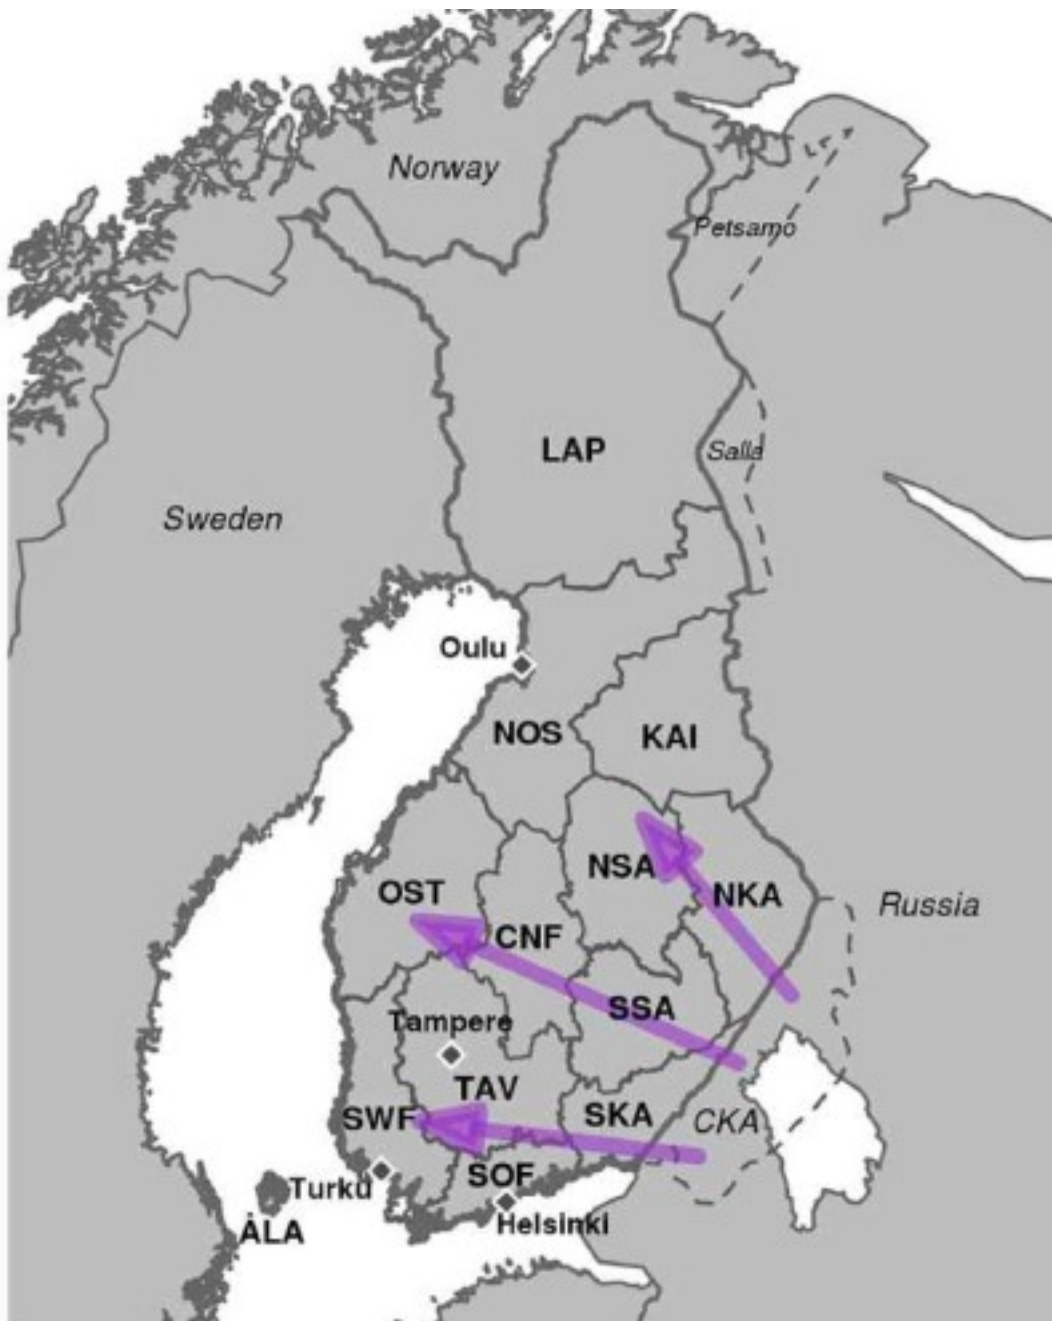 Norway
Petsamo
LAP
Salla
Sweden
Oulu
NOS
KAI
NSA
OST
NKA
Russia
CNF
SSA
Tampere
TAV
SWF
SKA
CKA
SOF
Turku
Helsinki
ÅLA